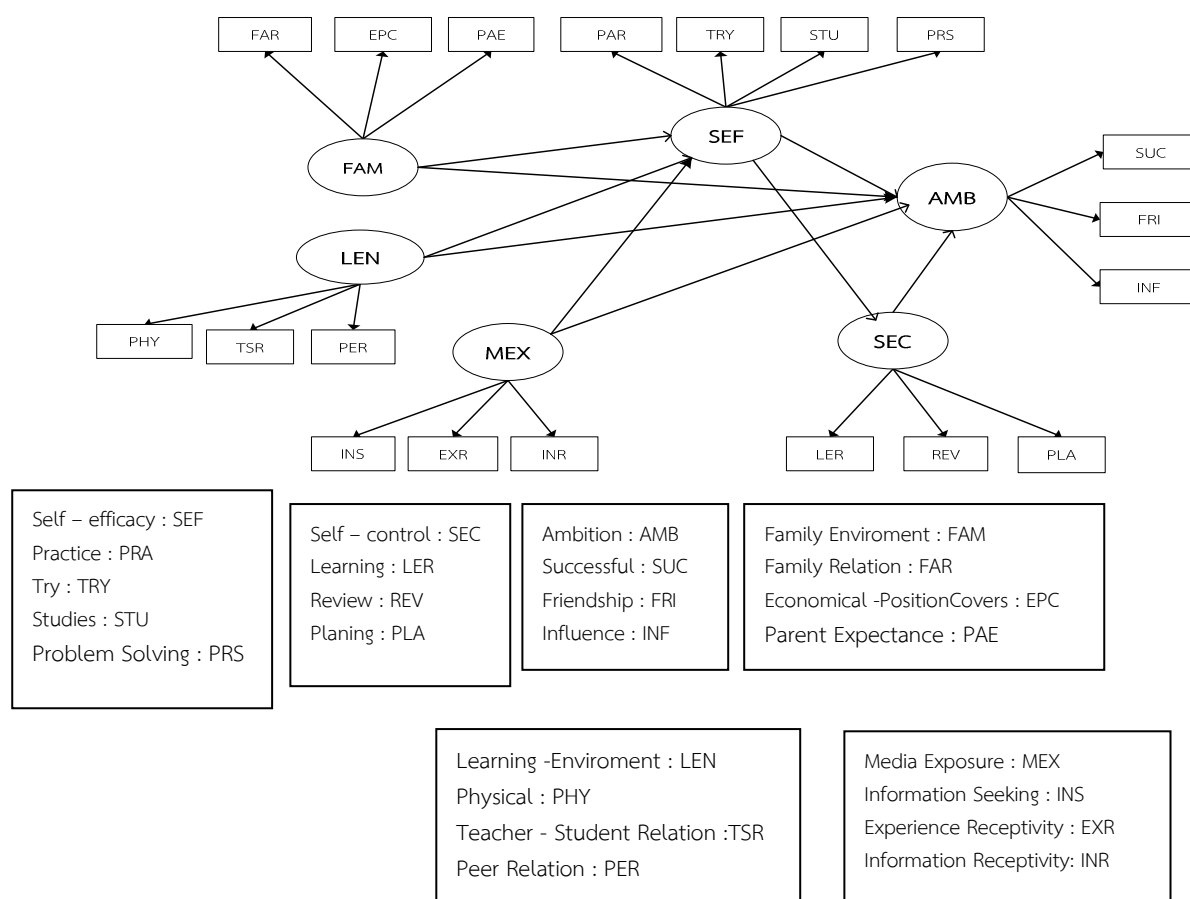 FAR
EPC
PAE
PAR
TRY
STU
PRS
SEF
FAM
SUC
AMB
FRI
LEN
INF
PHY
TSR
PER
MEX
SEC
INS
EXR
INR
LER
REV
PLA
Self – efficacy : SEF
Practice : PRA
Try : TRY
Studies : STU
Problem Solving : PRS
Self – control : SEC
Learning : LER
Review : REV
Planing : PLA
Ambition : AMB
Successful : SUC
Friendship : FRI
Influence : INF
Family Enviroment : FAM
Family Relation : FAR
Economical -PositionCovers : EPC
Parent Expectance : PAE
Learning -Enviroment : LEN
Physical : PHY
Teacher - Student Relation :TSR
Peer Relation : PER
Media Exposure : MEX
Information Seeking : INS
Experience Receptivity : EXR
Information Receptivity: INR